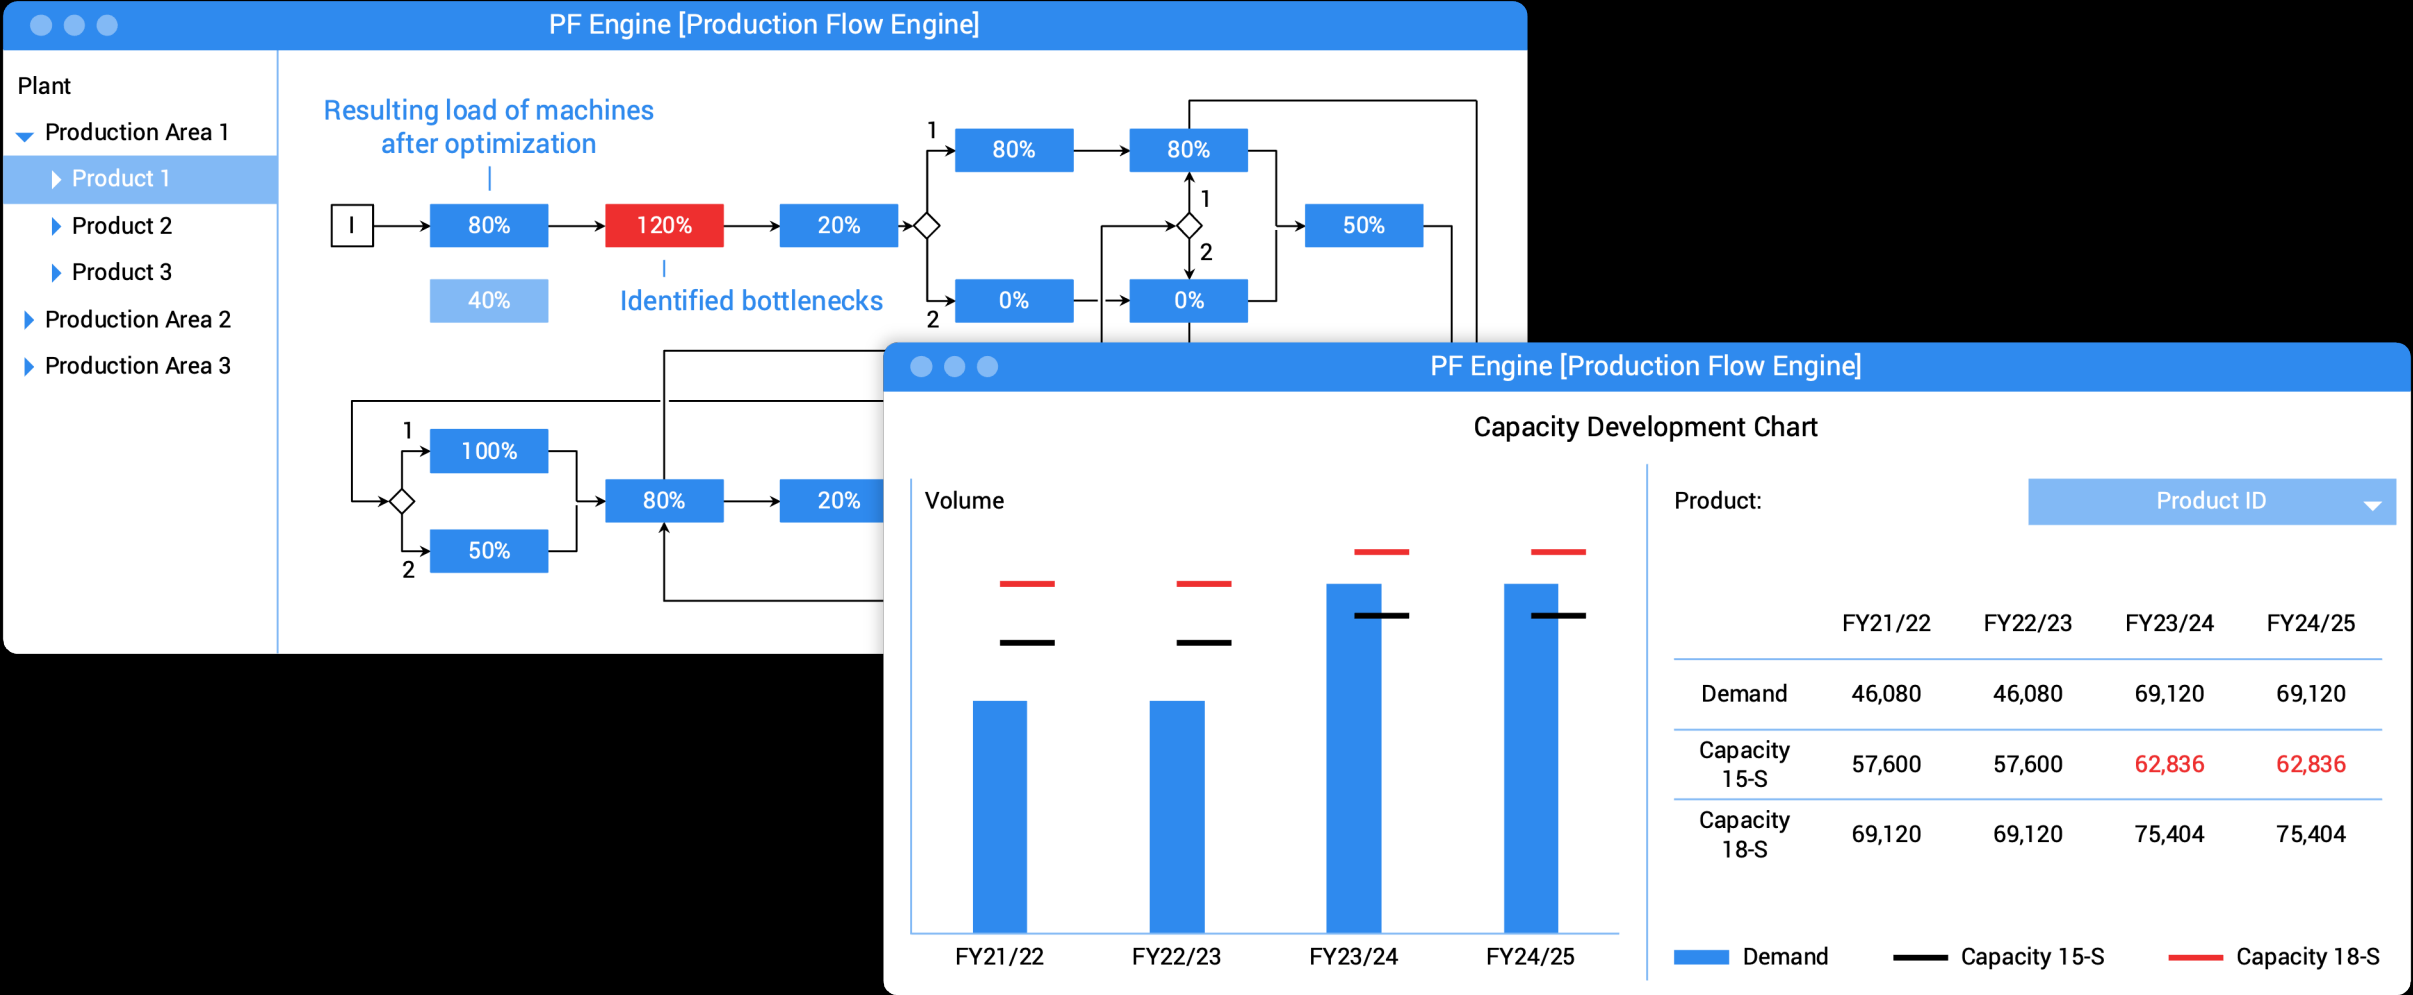 PF Engine [Production Flow Engine]
Plant
Production Area 1
Product 1
Product 2
Product 3
Production Area 2
Production Area 3
Resulting load of machines
after optimization
I
80%
120%
20%
40%
Identified bottlenecks
1
80%
80%
1
2
50%
2
0%
0%
1
100%
2
50%
80%
20%
PF Engine [Production Flow Engine]
Capacity Development Chart
Volume
FY21/22
FY22/23
FY23/24
FY24/25
Product:
Product ID
FY21/22 FY22/23 FY23/24 FY24/25
Demand 46,080 46,080 69,120 69,120
Capacity
15-S 57,600 57,600 62,836 62,836
Capacity
18-S 69,120 69,120 75,404 75,404
Demand
Capacity 15-S
Capacity 18-S